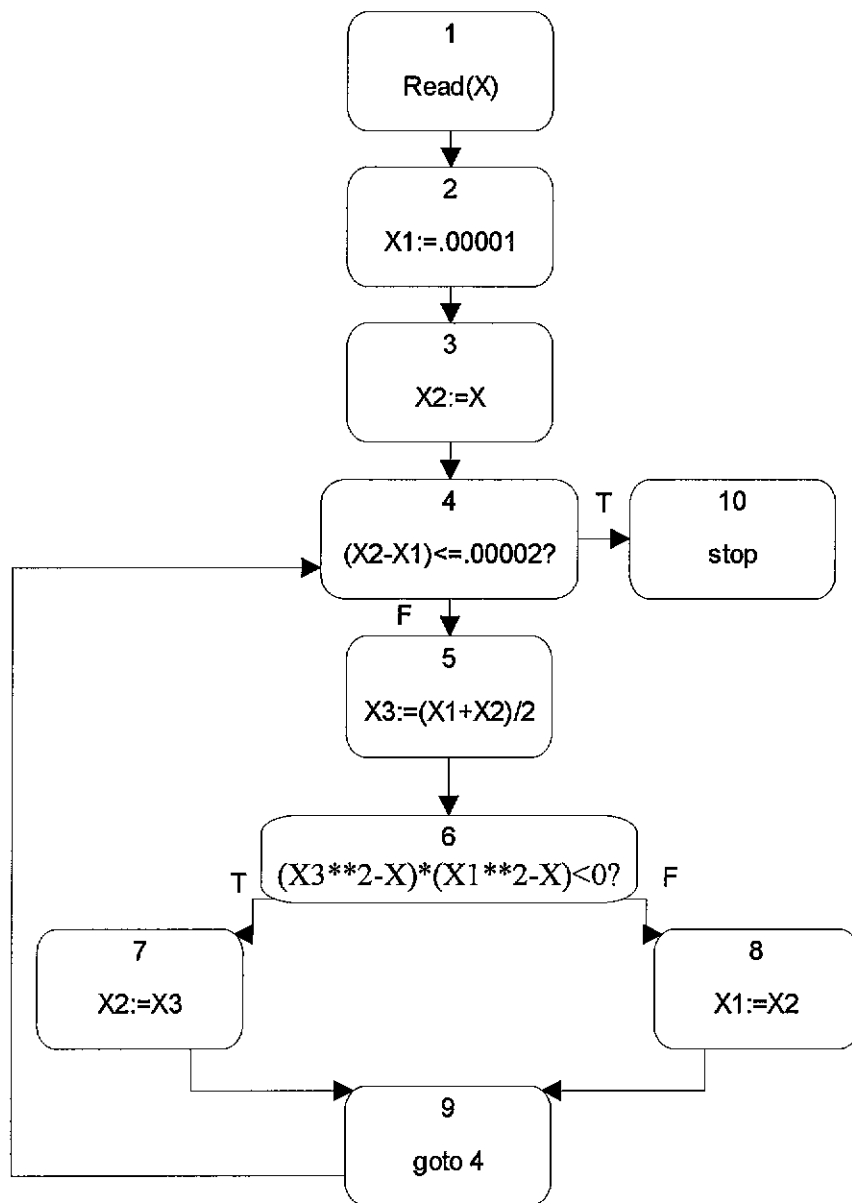 1
Read(X)
2
X1:=.00001
3
X2:=X
4
(X2-X1)<=.00002?
T
10
stop
F
5
X3:=(X1+X2)/2
6
(X3**2-X)*(X1**2-X)<0?
T
F
7
X2:=X3
8
X1:=X2
9
goto 4